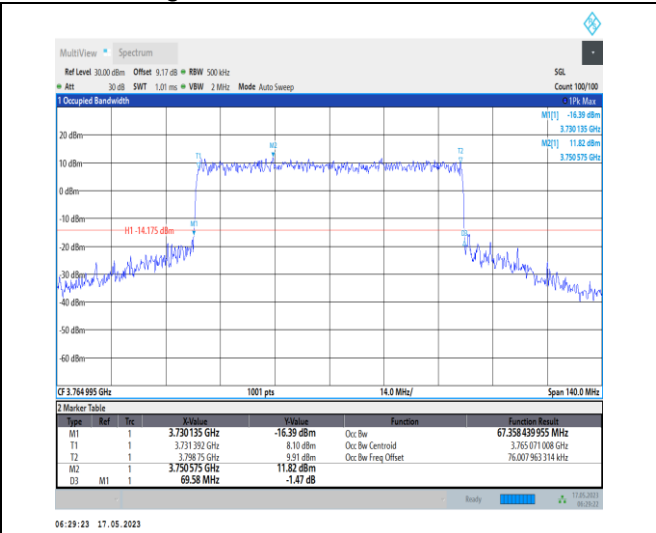 MultiView Spectrum
Ref Level 30.00 dBm Offset 9.17 dB RBW 500 kHz SGL
Att 30 dB SWT 1.01 ms VBW 2 MHz Mode Auto Sweep Count 100/100
1 Occupied Bandwidth 1Pk Max
M1[1] -16.39 dBm
3.730 135 GHz
M2[1] 11.82 dBm
3.750 575 GHz
20 dBm
10 dBm
0 dBm
-10 dBm
-20 dBm
-30 dBm
-40 dBm
-50 dBm
-60 dBm
H1 -14.175 dBm
T1
M2
T2
M1
D3
CF 3.764 995 GHz 1001 pts 14.0 MHz/ Span 140.0 MHz
2 Marker Table
Type Ref Trc X-Value Y-Value Function Function Result
M1 1 3.730135 GHz -16.39 dBm Occ Bw 67.358 439 955 MHz
T1 1 3.731 392 GHz 8.10 dBm Occ Bw Centroid 3.765 071 008 GHz
T2 1 3.798 75 GHz 9.91 dBm Occ Bw Freq Offset 76.007 963 314 kHz
M2 1 3.750 575 GHz 11.82 dBm
D3 M1 1 69.58 MHz -1.47 dB
Ready 17.05.2023
06:29:22
06:29:23 17.05.2023